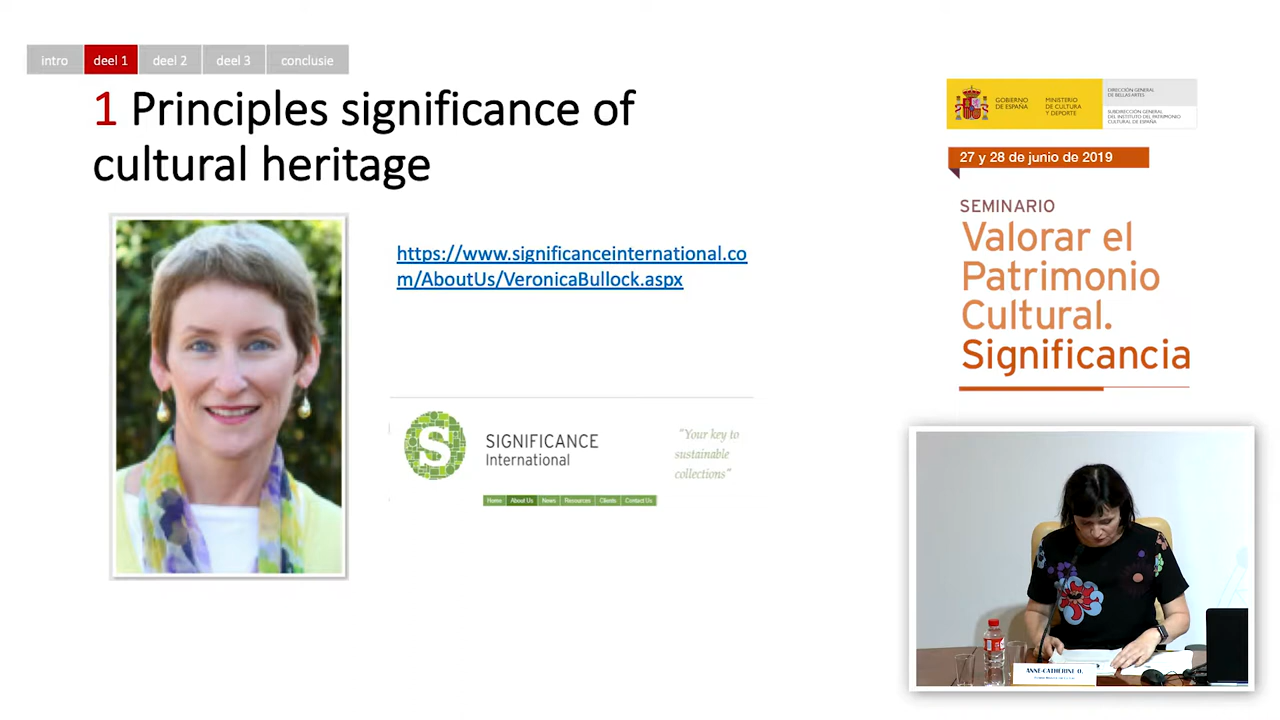 intro deel 1 deel 2 deel 3 conclusie
1 Principles significance of
cultural heritage
https://www.significanceinternational.co
m/AboutUs/VeronicaBullock.aspx
S
SIGNIFICANCE
International
"Your key to
sustainable
collections"
Home About Us News Resources Clients Contact Us
GOBIERNO
DE ESPAÑA
MINISTERIO
DE CULTURA
Y DEPORTE
DIRECCIÓN GENERAL
DE BELLAS ARTES
SUBDIRECCIÓN GENERAL
DEL INSTITUTO DEL PATRIMONIO
CULTURAL DE ESPAÑA
27 y 28 de junio de 2019
SEMINARIO
Valorar el
Patrimonio
Cultural.
Significancia
ANNE-CATHERINE O.